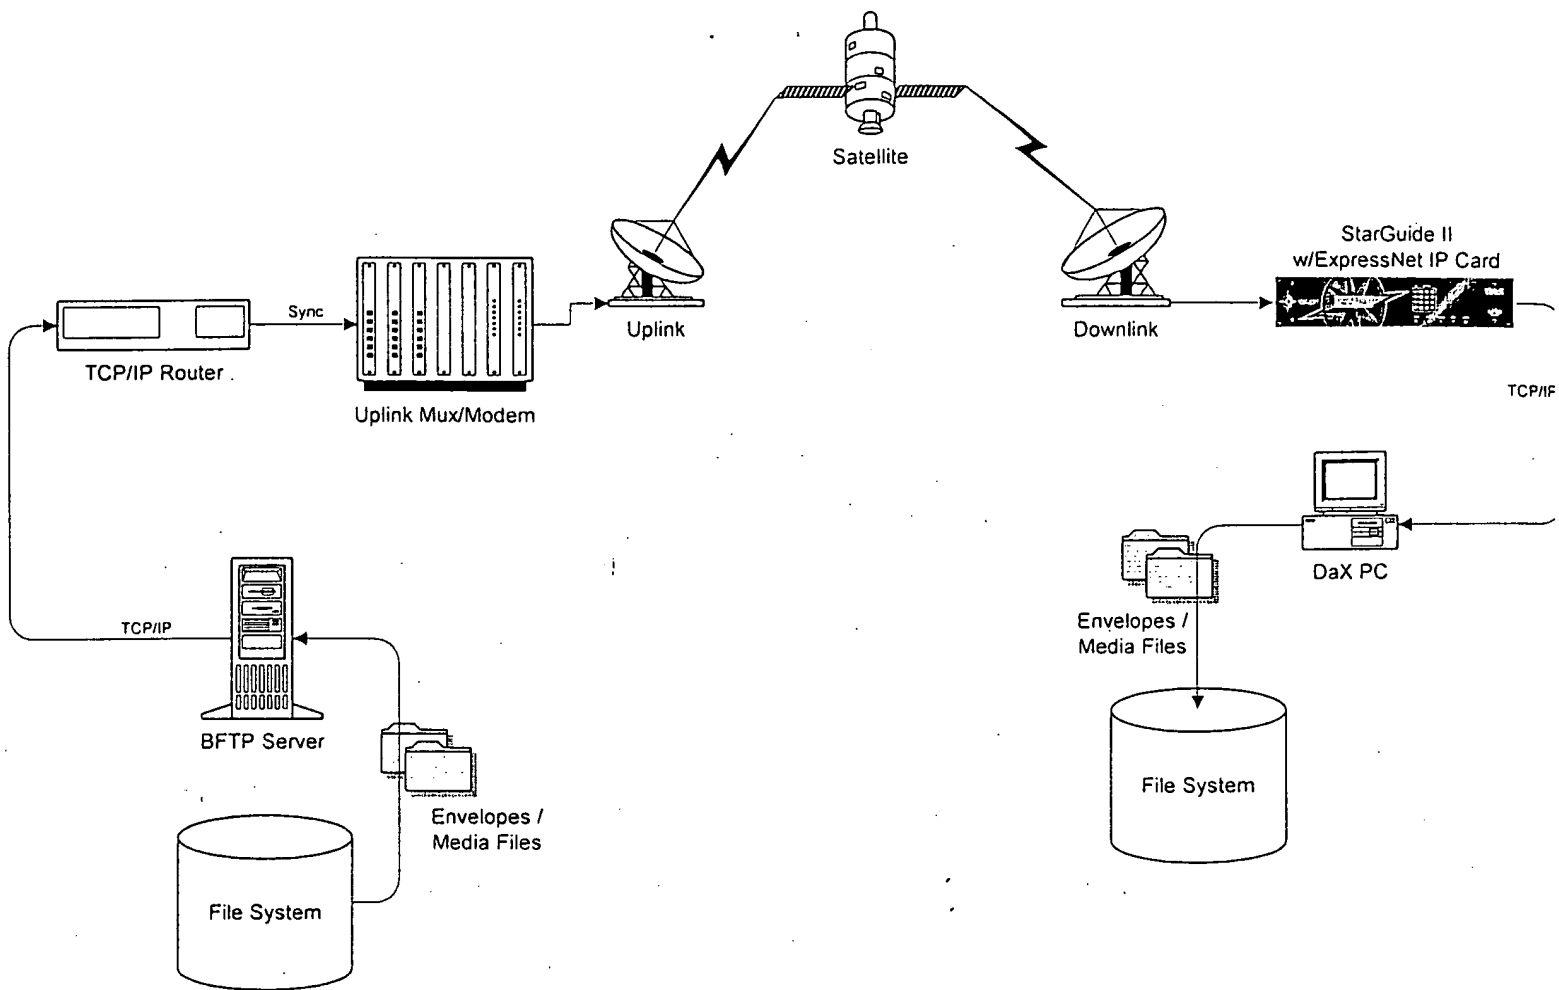 Satellite
StarGuide II
w/ExpressNet IP Card
Sync
Uplink
Downlink
TCP/IP Router
Uplink Mux/Modem
TCP/IP
DaX PC
Envelopes /
Media Files
TCP/IP
BFTP Server
File System
Envelopes /
Media Files
File System